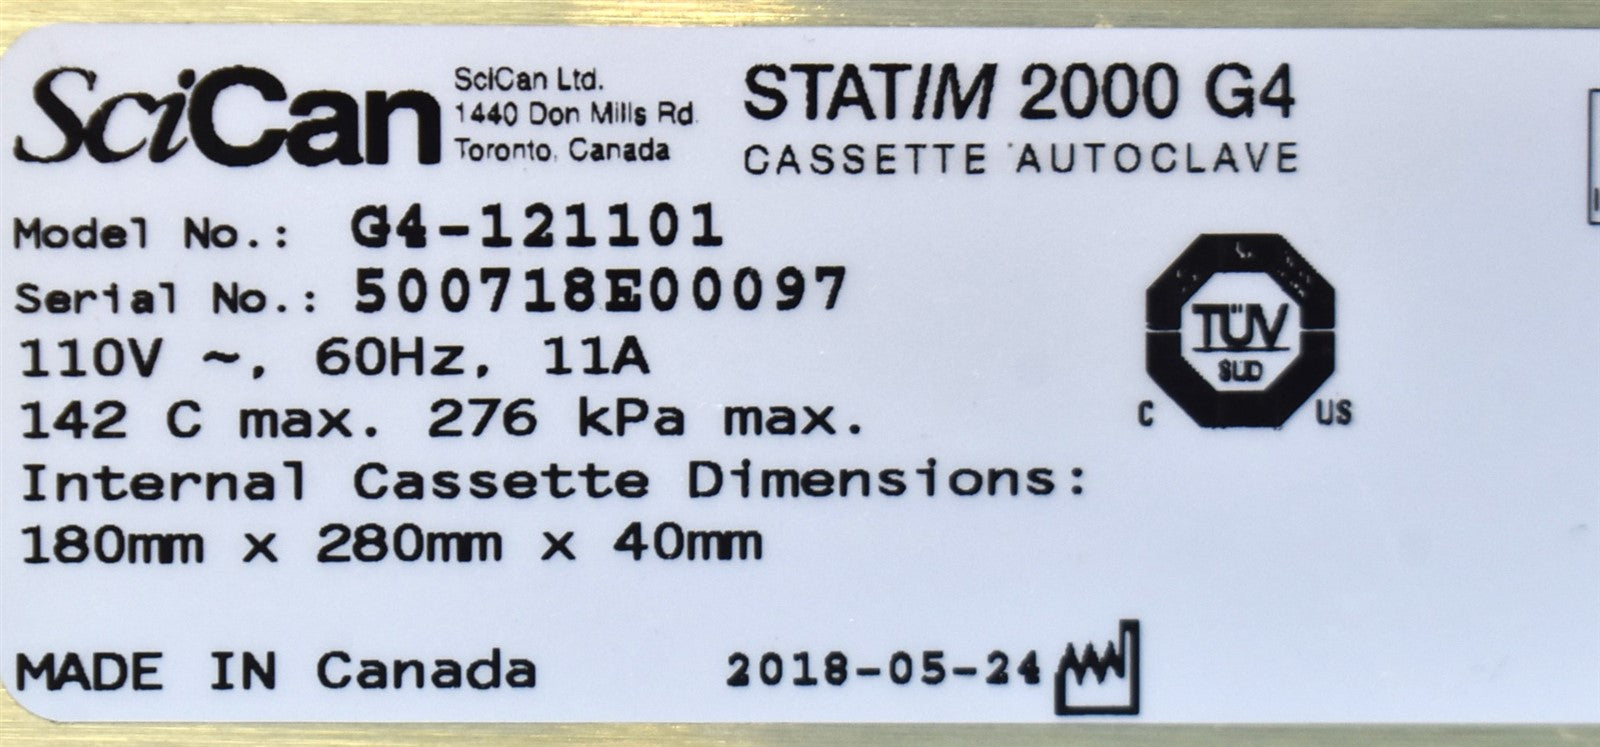 SciCan
SciCan Ltd.
1440 Don Mills Rd.
Toronto, Canada
STATIM 2000 G4
CASSETTE AUTOCLAVE
Model No.: G4-121101
Serial No.: 500718E00097
110V ~, 60Hz, 11A
142 C max. 276 kPa max.
Internal Cassette Dimensions:
180mm x 280mm x 40mm
TÜV
SÜD
C US
MADE IN Canada 2018-05-24